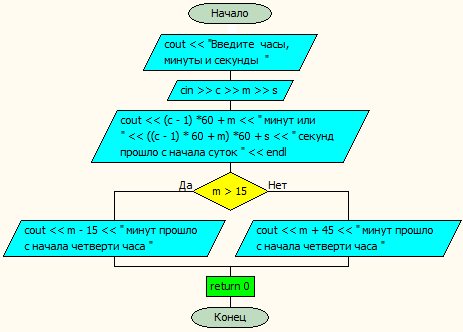 Начало
cout << "Введите часы,
минуты и секунды "
cin >> c >> m >> s
cout << (c - 1) *60 + m << " минут или
" << ((c - 1) * 60 + m) *60 + s << " секунд
прошло с начала суток " << endl
Да
m > 15
Нет
cout << m - 15 << " минут прошло
с начала четверти часа "
cout << m + 45 << " минут прошло
с начала четверти часа "
return 0
Конец